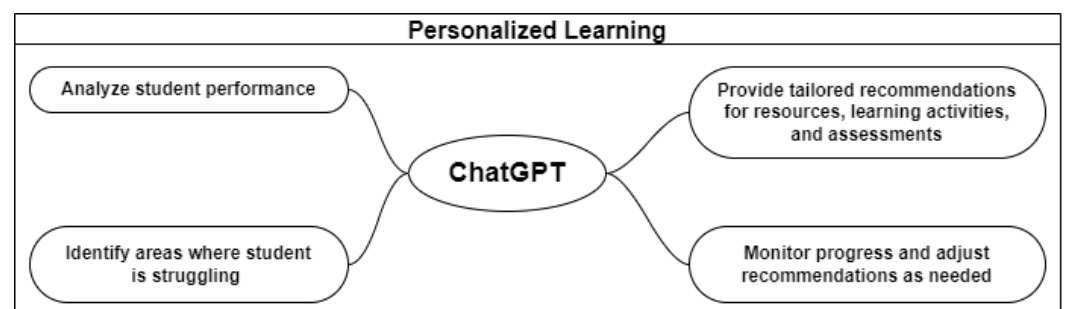 Personalized Learning
Analyze student performance
Identify areas where student
is struggling
ChatGPT
Provide tailored recommendations
for resources, learning activities,
and assessments
Monitor progress and adjust
recommendations as needed